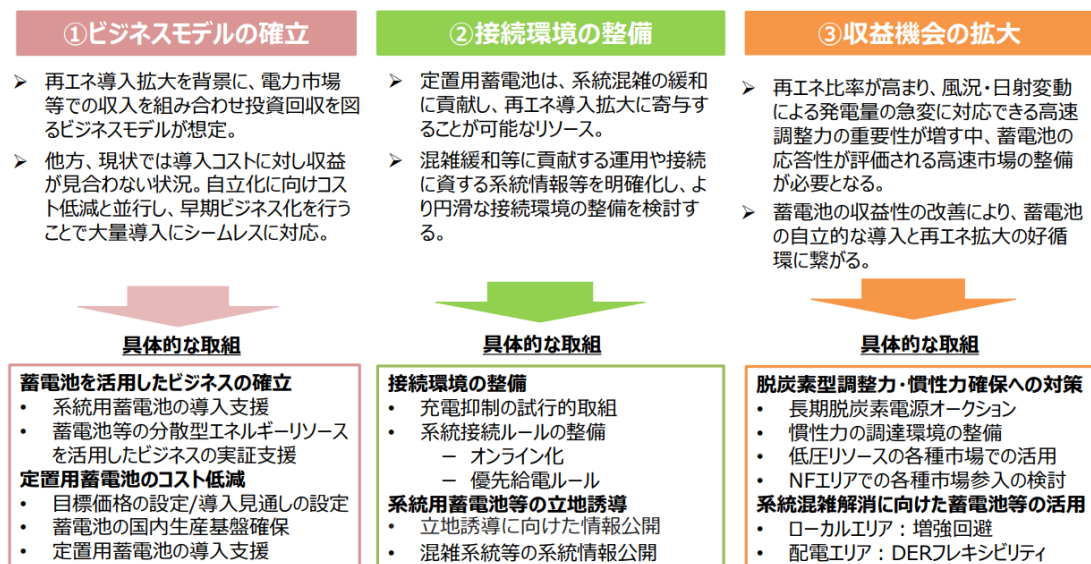 ①ビジネスモデルの確立
➢ 再エネ導入拡大を背景に、電力市場
等での収入を組み合わせ投資回収を図
るビジネスモデルが想定。
➢ 他方、現状では導入コストに対し収益
が見合わない状況。自立化に向けコス
ト低減と並行し、早期ビジネス化を行う
ことで大量導入にシームレスに対応。
具体的な取組
蓄電池を活用したビジネスの確立
• 系統用蓄電池の導入支援
• 蓄電池等の分散型エネルギーリソース
を活用したビジネスの実証支援
定置用蓄電池のコスト低減
• 目標価格の設定/導入見通しの設定
• 蓄電池の国内生産基盤確保
• 定置用蓄電池の導入支援
②接続環境の整備
➢ 定置用蓄電池は、系統混雑の緩和
に貢献し、再エネ導入拡大に寄与す
ることが可能なリソース。
➢ 混雑緩和等に貢献する運用や接続
に資する系統情報等を明確化し、よ
り円滑な接続環境の整備を検討す
る。
具体的な取組
接続環境の整備
• 充電抑制の試行的取組
• 系統接続ルールの整備
– オンライン化
– 優先給電ルール
系統用蓄電池等の立地誘導
• 立地誘導に向けた情報公開
• 混雑系統等の系統情報公開
③収益機会の拡大
➢ 再エネ比率が高まり、風況・日射変動
による発電量の急変に対応できる高速
調整力の重要性が増す中、蓄電池の
応答性が評価される高速市場の整備
が必要となる。
➢ 蓄電池の収益性の改善により、蓄電池
の自立的な導入と再エネ拡大の好循
環に繋がる。
具体的な取組
脱炭素型調整力・慣性力確保への対策
• 長期脱炭素電源オークション
• 慣性力の調達環境の整備
• 低圧リソースの各種市場での活用
• NFエリアでの各種市場参入の検討
系統混雑解消に向けた蓄電池等の活用
• ローカルエリア：増強回避
• 配電エリア：DERフレキシビリティ